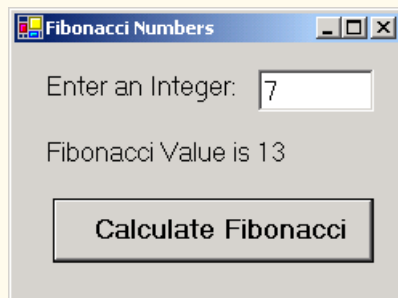 Fibonacci Numbers
Enter an Integer: 7
Fibonacci Value is 13
Calculate Fibonacci